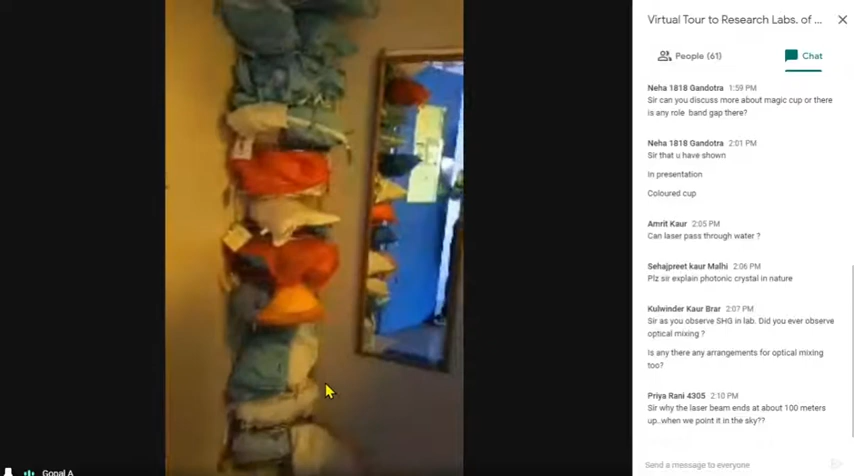 Virtual Tour to Research Labs. of ...
People (61)
Chat
Neha 1818 Gandotra 1:59 PM
Sir can you discuss more about magic cup or there
is any role band gap there?
Neha 1818 Gandotra 2:01 PM
Sir that u have shown
In presentation
Coloured cup
Amrit Kaur 2:05 PM
Can laser pass through water ?
Sehajpreet kaur Malhi 2:06 PM
Plz sir explain photonic crystal in nature
Kulwinder Kaur Brar 2:07 PM
Sir as you observe SHG in lab. Did you ever observe
optical mixing ?
Is any there any arrangements for optical mixing
too?
Priya Rani 4305 2:10 PM
Sir why the laser beam ends at about 100 meters
up..when we point it in the sky??
Send a message to everyone
Gopal A